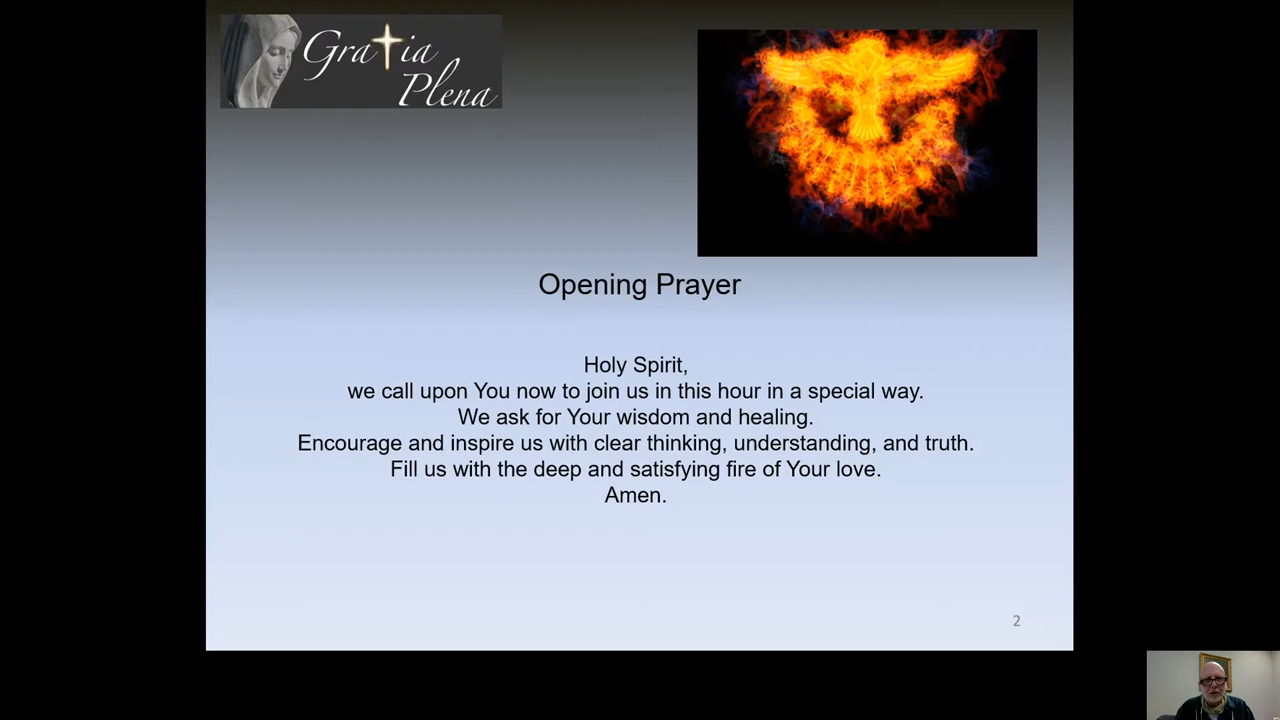 Gratia
Plena
Opening Prayer
Holy Spirit,
we call upon You now to join us in this hour in a special way.
We ask for Your wisdom and healing.
Encourage and inspire us with clear thinking, understanding, and truth.
Fill us with the deep and satisfying fire of Your love.
Amen.
2